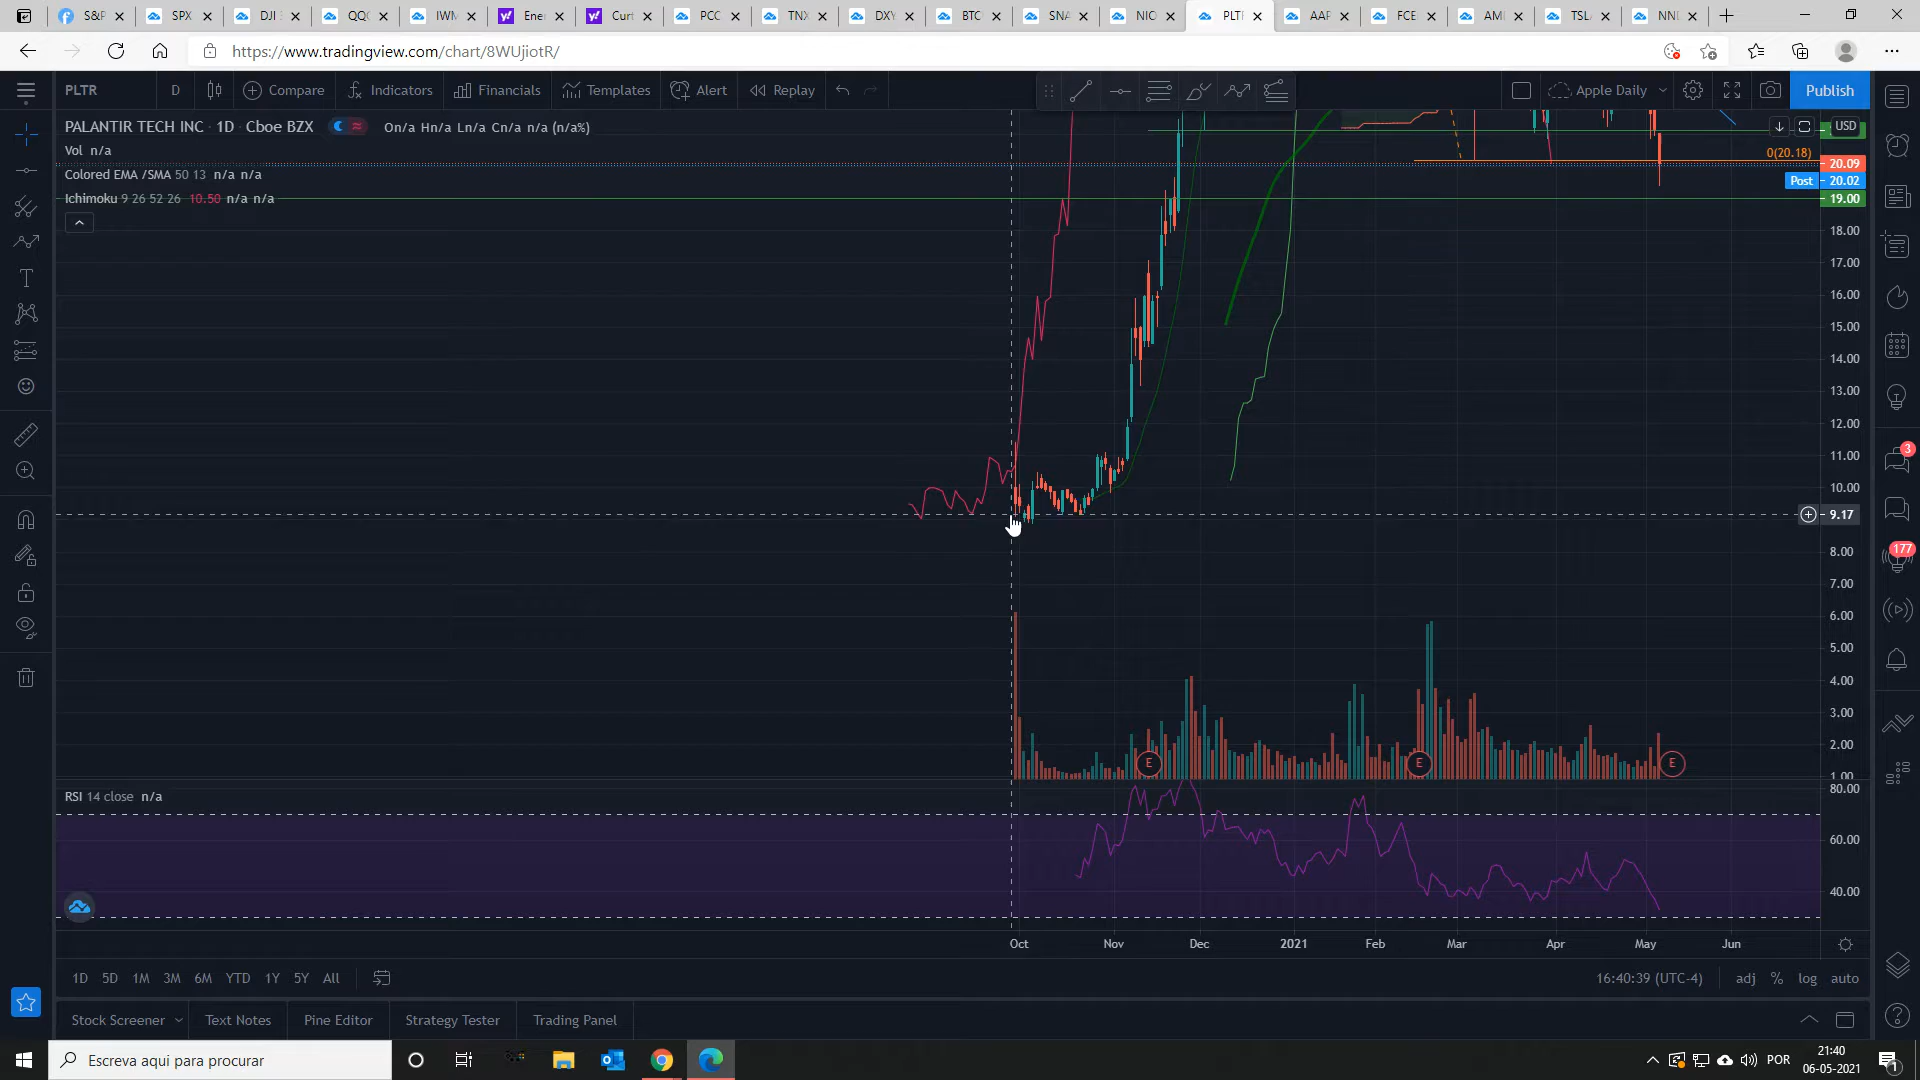 S&P
SPX
DJI
QQQ
IWM
Ene
Curr
PCC
TNX
DXY
BTC
SNA
NIO
PLTR
AAP
FCE
AMI
TSL
NNI
https://www.tradingview.com/chart/8WUjiotR/
PLTR D Compare Indicators Financials Templates Alert Replay Apple Daily Publish
PALANTIR TECH INC · 1D · Cboe BZX On/a Hn/a Ln/a Cn/a n/a (n/a%) USD
Vol n/a
Colored EMA /SMA 50 13 n/a n/a
Ichimoku 9 26 52 26 10.50 n/a n/a
0(20.18)
20.09
Post 20.02
19.00
18.00
17.00
16.00
15.00
14.00
13.00
12.00
11.00
10.00
9.17
8.00
7.00
6.00
5.00
4.00
3.00
2.00
1.00
E E E
RSI 14 close n/a
80.00
60.00
40.00
Oct Nov Dec 2021 Feb Mar Apr May Jun
1D 5D 1M 3M 6M YTD 1Y 5Y All 16:40:39 (UTC-4) adj % log auto
Stock Screener Text Notes Pine Editor Strategy Tester Trading Panel
3
177
Escreva aqui para procurar
POR
21:40
06-05-2021
1